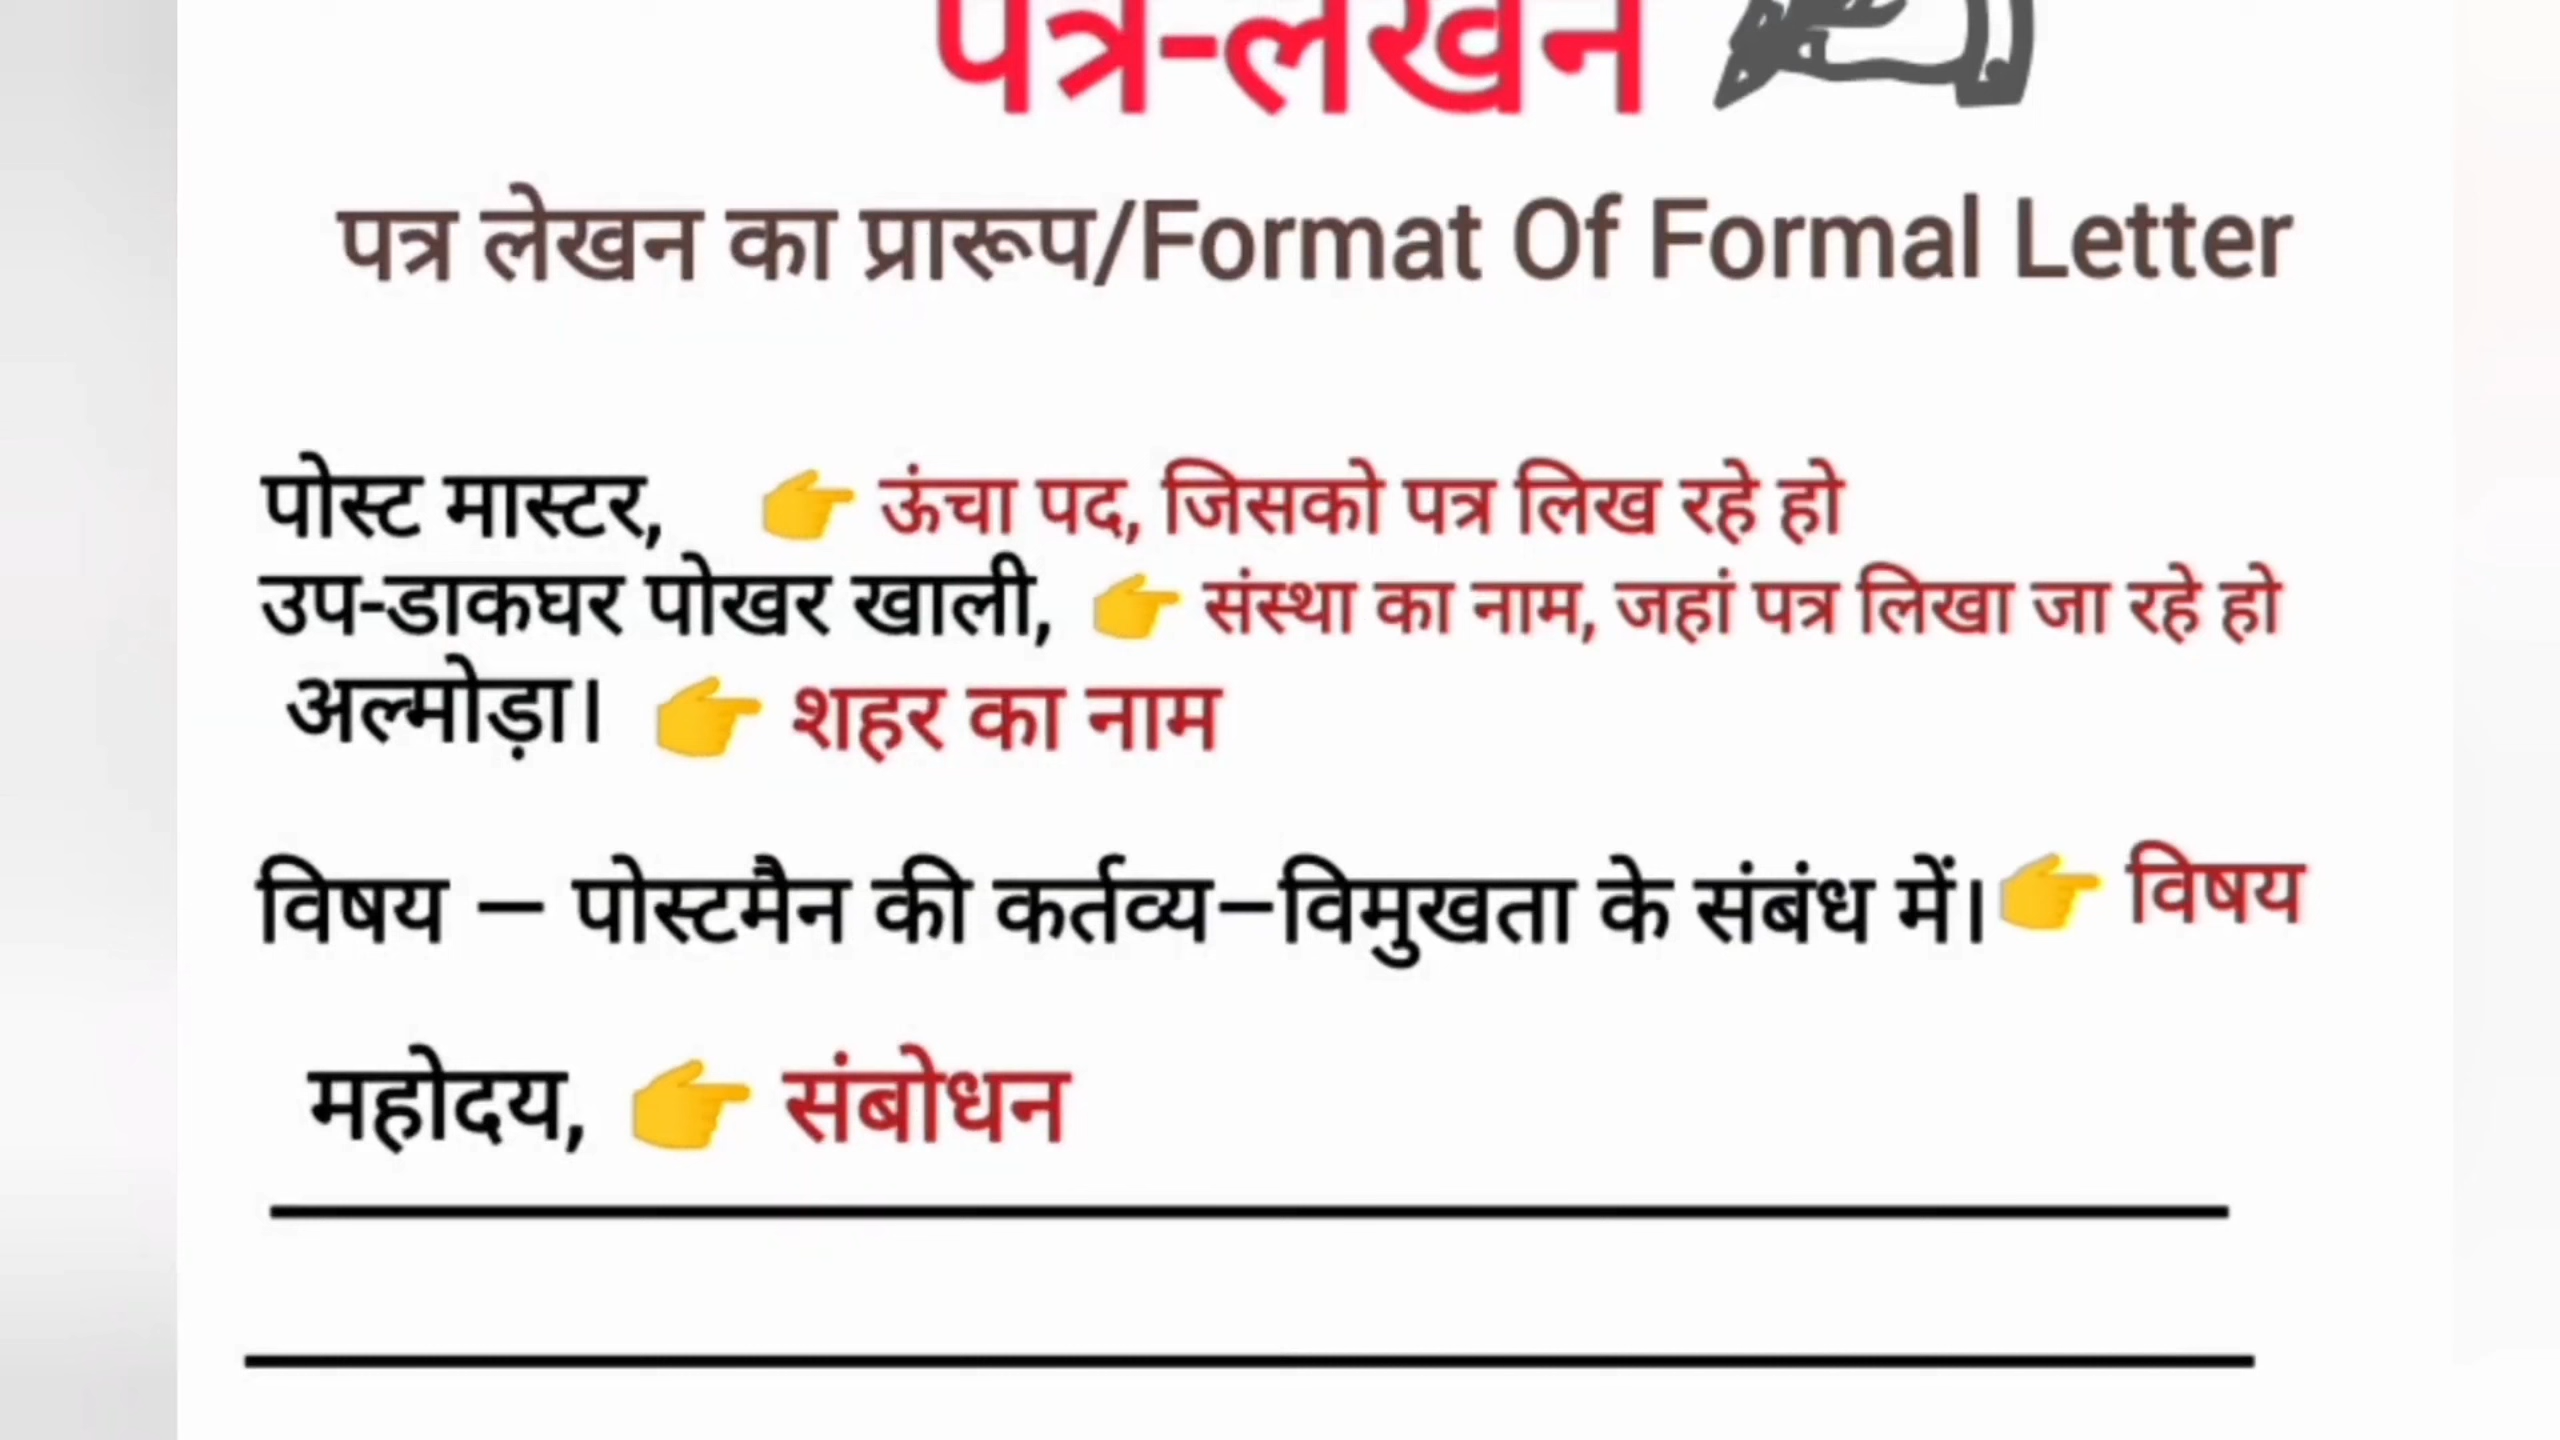 पत्र-लेखन
पत्र लेखन का प्रारूप/Format Of Formal Letter
पोस्ट मास्टर, 👉 ऊंचा पद, जिसको पत्र लिख रहे हो
उप-डाकघर पोखर खाली, 👉 संस्था का नाम, जहां पत्र लिखा जा रहे हो
अल्मोड़ा। 👉 शहर का नाम
विषय – पोस्टमैन की कर्तव्य–विमुखता के संबंध में। 👉 विषय
महोदय, 👉 संबोधन